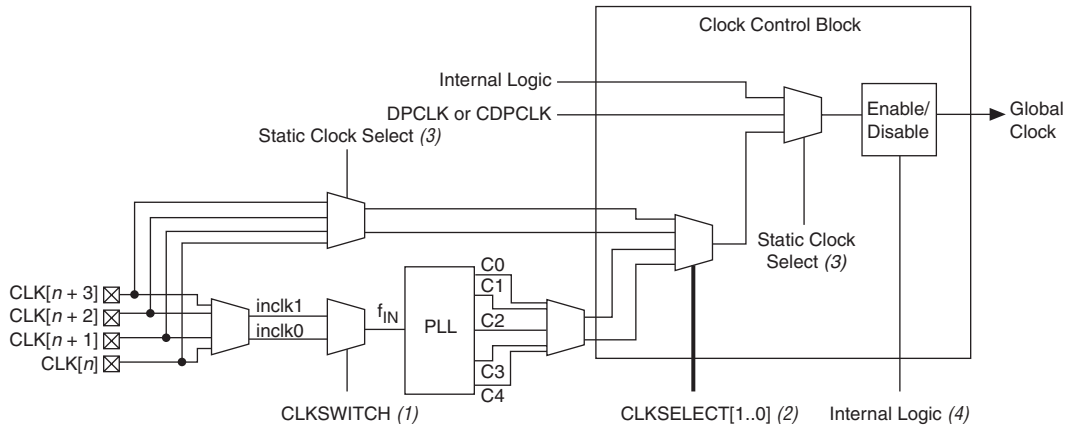 Clock Control Block
Internal Logic
DPCLK or CDPCLK
Enable/
Disable
Global
Clock
Static Clock Select (3)
Static Clock
Select (3)
CLK[n + 3]
CLK[n + 2]
CLK[n + 1]
CLK[n]
inclk1
inclk0
fIN
PLL
C0
C1
C2
C3
C4
CLKSWITCH (1)
CLKSELECT[1..0] (2)
Internal Logic (4)